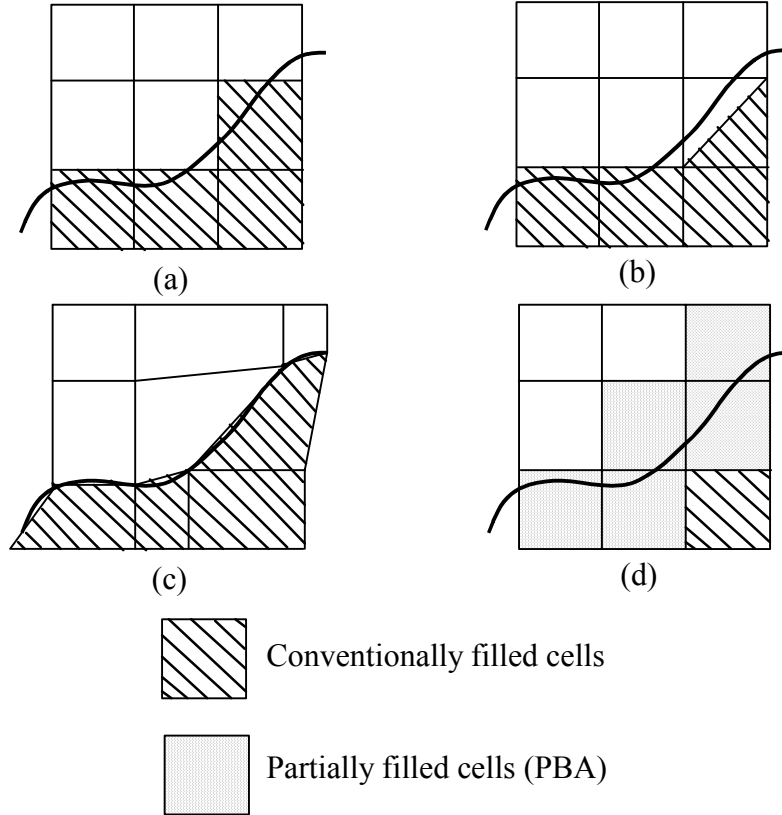 (a)
(b)
(c)
(d)
Conventionally filled cells
Partially filled cells (PBA)